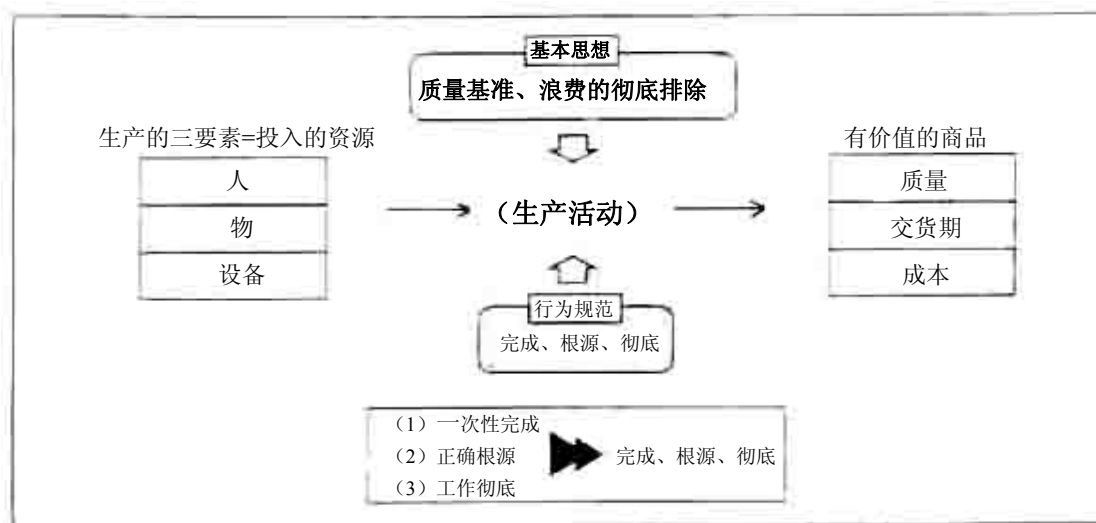 基本思想
质量基准、浪费的彻底排除
生产的三要素=投入的资源
人
物
设备
（生产活动）
有价值的商品
质量
交货期
成本
行为规范
完成、根源、彻底
（1）一次性完成
（2）正确根源
（3）工作彻底
完成、根源、彻底